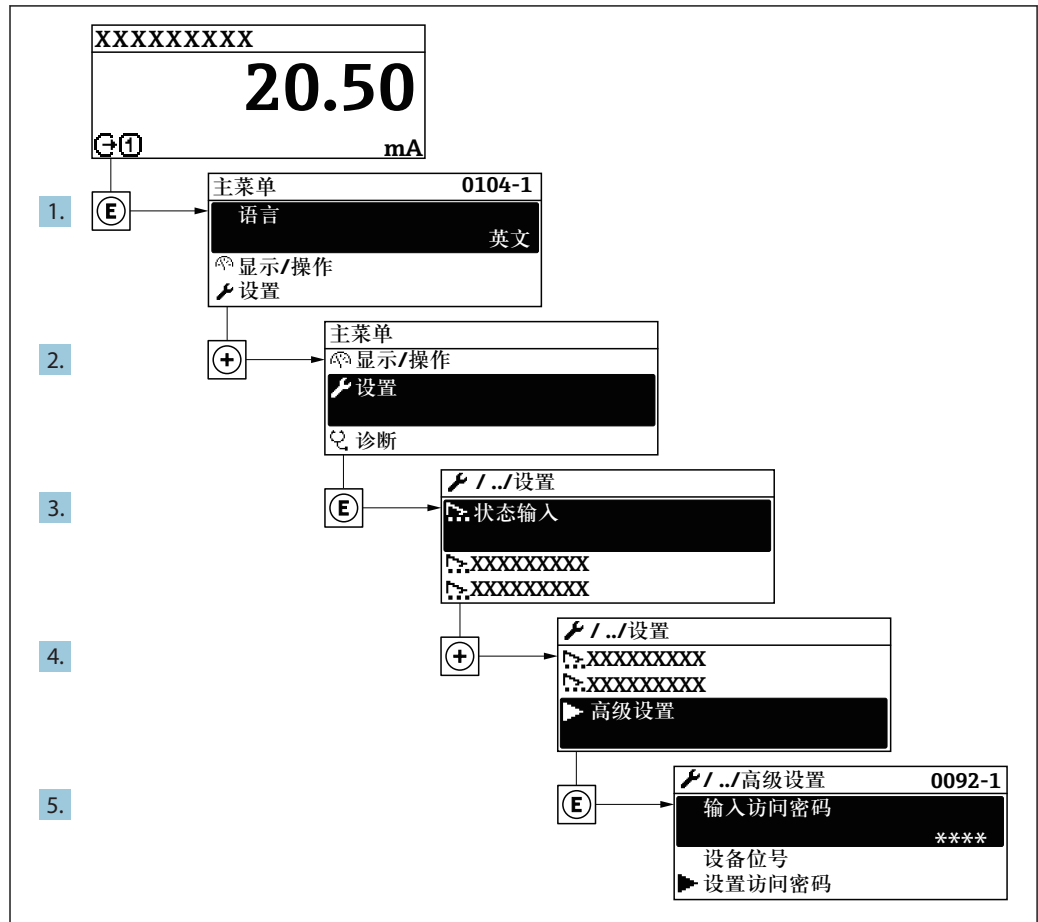 XXXXXXXXX
20.50
mA
1.
E
主菜单 0104-1
语言
英文
显示/操作
设置
2.
+
主菜单
显示/操作
设置
诊断
3.
E
/ ../设置
状态输入
XXXXXXXXX
XXXXXXXXX
4.
+
/ ../设置
XXXXXXXXX
XXXXXXXXX
高级设置
5.
E
/ ../高级设置 0092-1
输入访问密码
****
设备位号
设置访问密码